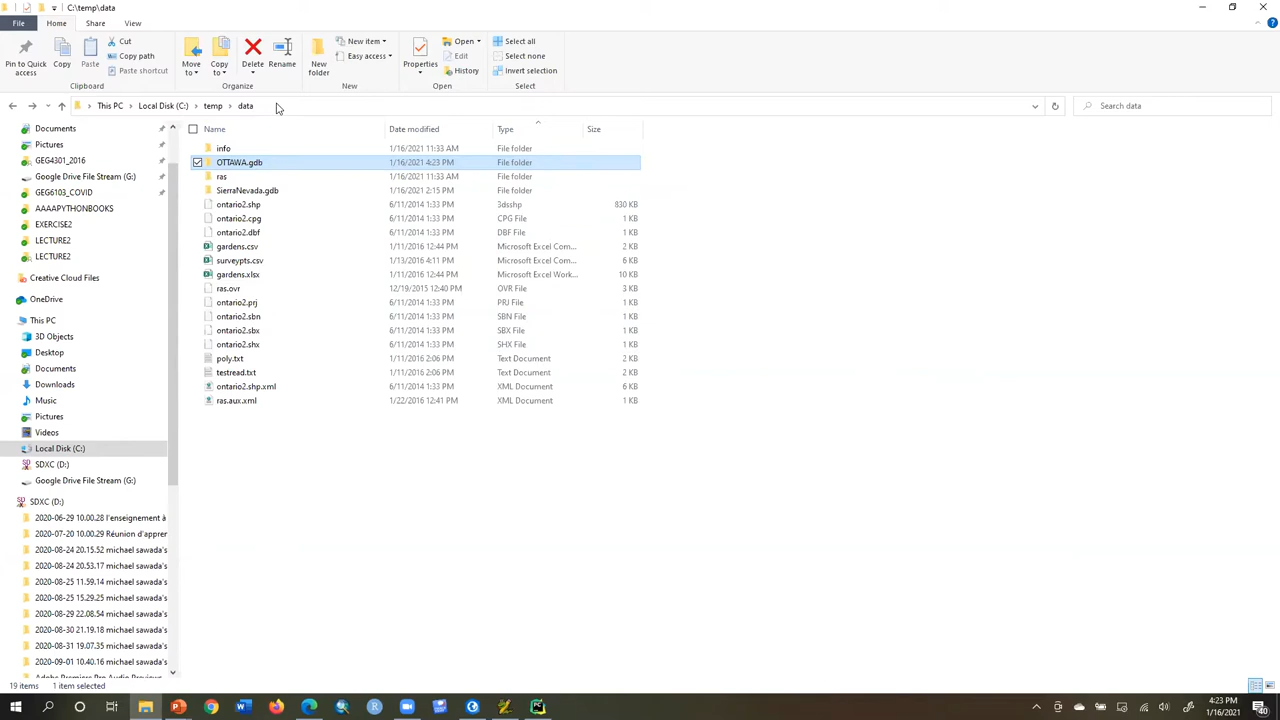 C:\temp\data
File Home Share View
Pin to Quick access
Copy
Paste
Cut
Copy path
Paste shortcut
Clipboard
Move to
Copy to
Delete
Rename
Organize
New folder
New item
Easy access
New
Properties
Open
Edit
History
Open
Select all
Select none
Invert selection
Select
This PC Local Disk (C:) temp data
Search data
Name Date modified Type Size
info 1/16/2021 11:33 AM File folder
OTTAWA.gdb 1/16/2021 4:23 PM File folder
ras 1/16/2021 11:33 AM File folder
SierraNevada.gdb 1/16/2021 2:15 PM File folder
ontario2.shp 6/11/2014 1:33 PM 3dsshp 830 KB
ontario2.cpg 6/11/2014 1:33 PM CPG File 1 KB
ontario2.dbf 6/11/2014 1:33 PM DBF File 1 KB
gardens.csv 1/11/2016 12:44 PM Microsoft Excel Com... 2 KB
surveypts.csv 1/13/2016 4:11 PM Microsoft Excel Com... 6 KB
gardens.xlsx 1/11/2016 12:44 PM Microsoft Excel Work... 10 KB
ras.ovr 12/19/2015 12:40 PM OVR File 3 KB
ontario2.prj 6/11/2014 1:33 PM PRJ File 1 KB
ontario2.sbn 6/11/2014 1:33 PM SBN File 1 KB
ontario2.sbx 6/11/2014 1:33 PM SBX File 1 KB
ontario2.shx 6/11/2014 1:33 PM SHX File 1 KB
poly.txt 1/11/2016 2:06 PM Text Document 2 KB
testread.txt 1/11/2016 2:06 PM Text Document 2 KB
ontario2.shp.xml 6/11/2014 1:33 PM XML Document 6 KB
ras.aux.xml 1/22/2016 12:41 PM XML Document 1 KB
Documents
Pictures
GEG4301_2016
Google Drive File Stream (G:)
GEG6103_COVID
AAAAPYTHONBOOKS
EXERCISE2
LECTURE2
LECTURE2
Creative Cloud Files
OneDrive
This PC
3D Objects
Desktop
Documents
Downloads
Music
Pictures
Videos
Local Disk (C:)
SDXC (D:)
Google Drive File Stream (G:)
SDXC (D:)
2020-06-29 10.00.28 l'enseignement à
2020-07-20 10.00.29 Réunion d'appren
2020-08-24 20.15.52 michael sawada's
2020-08-24 20.53.17 michael sawada's
2020-08-25 11.59.14 michael sawada's
2020-08-25 15.29.25 michael sawada's
2020-08-29 22.08.54 michael sawada's
2020-08-30 21.19.18 michael sawada's
2020-08-31 19.07.35 michael sawada's
2020-09-01 10.40.16 michael sawada's
Adobe Premiere Pro Audio Previews
19 items 1 item selected
4:23 PM
1/16/2021
40